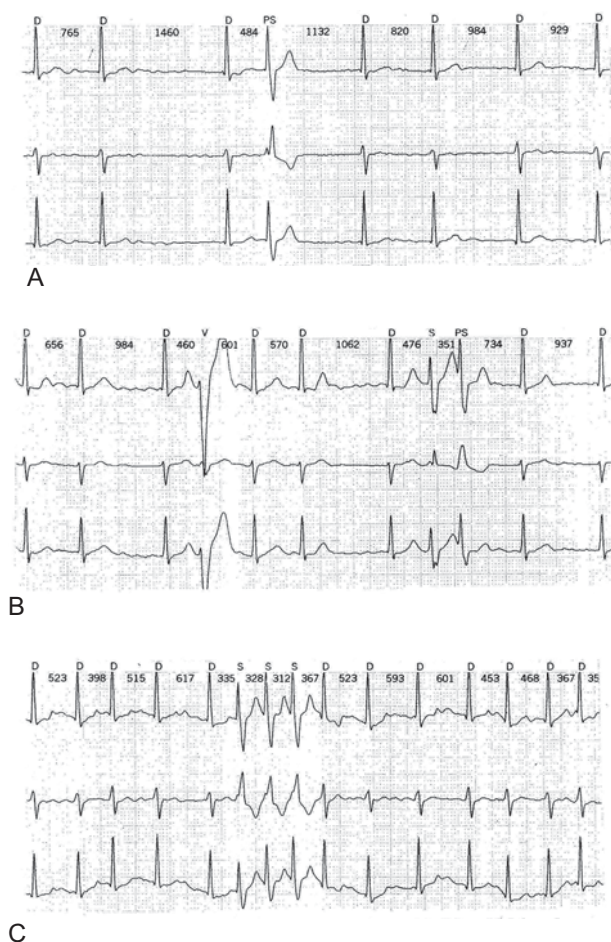 D D D PS D D D D
765 1460 484 1132 820 984 929
A
D D D V D D D S PS D D
656 984 460 601 570 1062 476 351 734 937
B
D D D D D S S S D D D D D D D
523 398 515 617 335 328 312 367 523 593 601 453 468 367 35
C